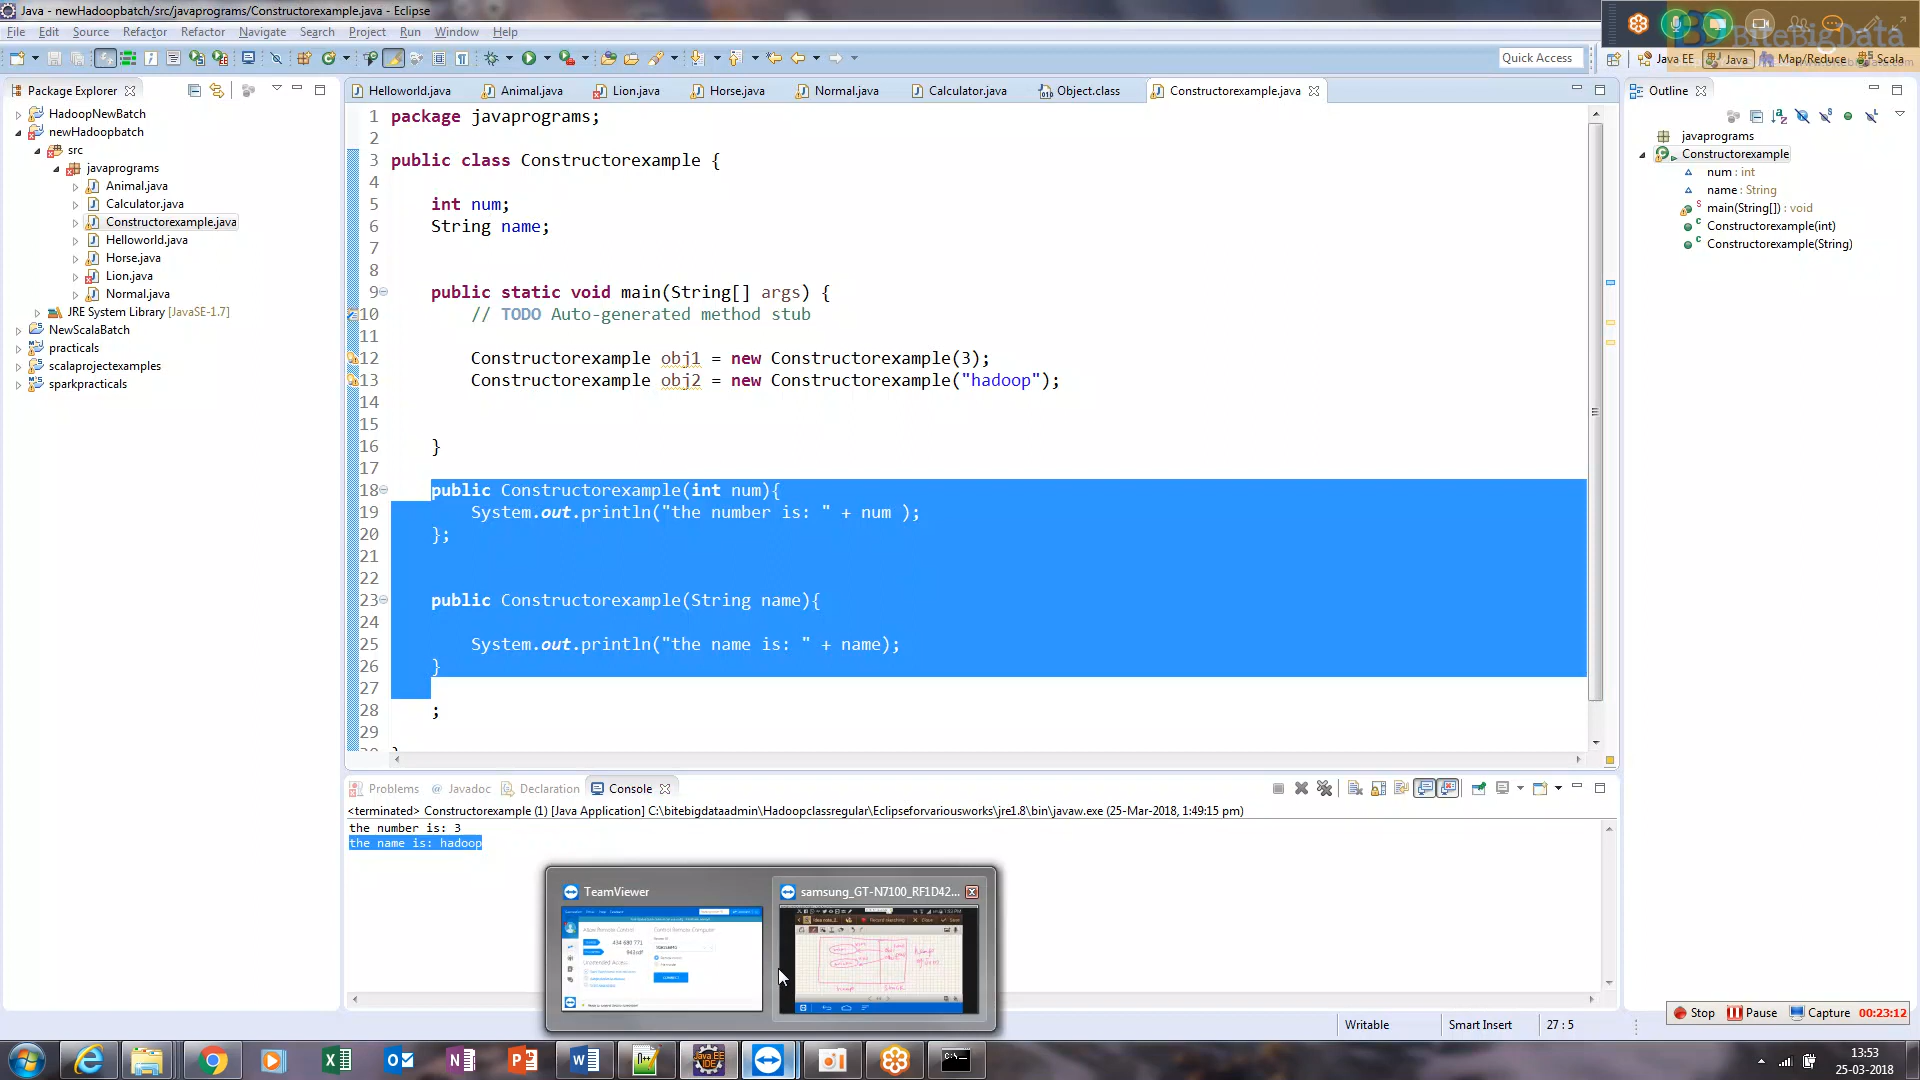 Java - newHadoopbatch/src/javaprograms/Constructorexample.java - Eclipse
File Edit Source Refactor Refactor Navigate Search Project Run Window Help
BiteBigData
Quick Access
Java EE Java Map/Reduce Scala
Package Explorer
HadoopNewBatch
newHadoopbatch
src
javaprograms
Animal.java
Calculator.java
Constructorexample.java
Helloworld.java
Horse.java
Lion.java
Normal.java
JRE System Library [JavaSE-1.7]
NewScalaBatch
practicals
scalaprojectexamples
sparkpracticals
Helloworld.java Animal.java Lion.java Horse.java Normal.java Calculator.java Object.class Constructorexample.java
1 package javaprograms;
2
3 public class Constructorexample {
4
5 int num;
6 String name;
7
8
9 public static void main(String[] args) {
10 // TODO Auto-generated method stub
11
12 Constructorexample obj1 = new Constructorexample(3);
13 Constructorexample obj2 = new Constructorexample("hadoop");
14
15
16 }
17
18 public Constructorexample(int num){
19 System.out.println("the number is: " + num );
20 };
21
22
23 public Constructorexample(String name){
24
25 System.out.println("the name is: " + name);
26 }
27
28 ;
29
Outline
javaprograms
Constructorexample
num : int
name : String
main(String[]) : void
Constructorexample(int)
Constructorexample(String)
Problems @ Javadoc Declaration Console
<terminated> Constructorexample (1) [Java Application] C:\bitebigdataadmin\Hadoopclassregular\Eclipseforvariousworks\jre1.8\bin\javaw.exe (25-Mar-2018, 1:49:15 pm)
the number is: 3
the name is: hadoop
TeamViewer
samsung_GT-N7100_RF1D42...
Allow Remote Control
Control Remote Computer
434 680 771
Stop Pause Capture 00:23:12
Writable Smart Insert 27 : 5
13:53
25-03-2018